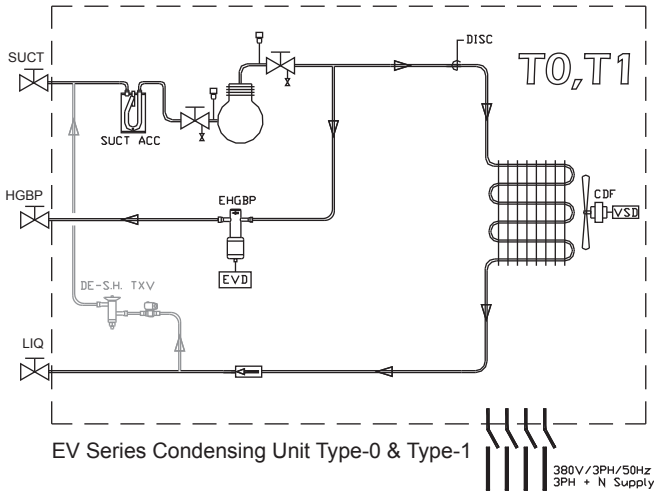 SUCT
DISC
T0,T1
SUCT ACC
HGBP
EHGBP
CDF
VSD
EVD
DE-S.H. TXV
LIQ
EV Series Condensing Unit Type-0 & Type-1
380V/3PH/50Hz
3PH + N Supply